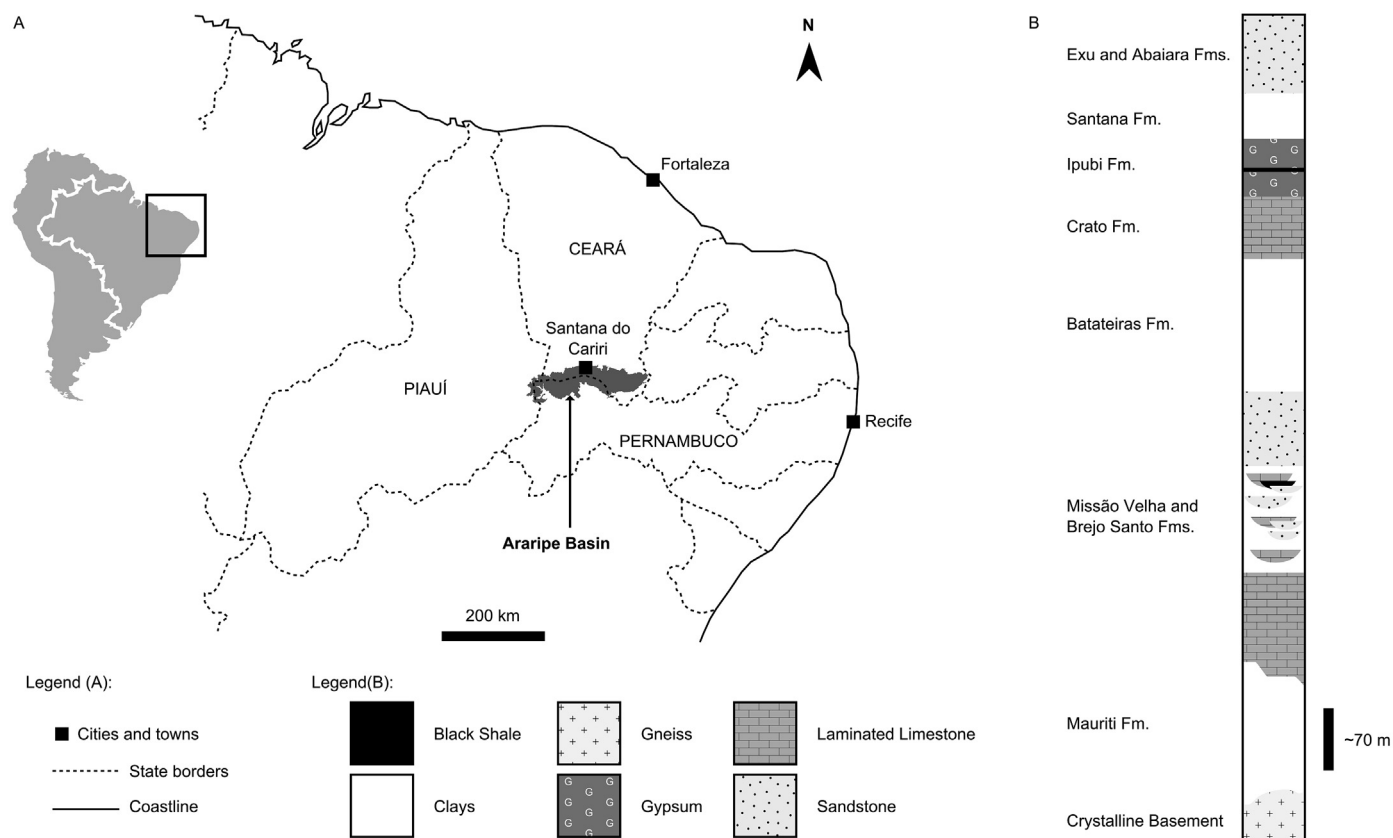 A
N
Fortaleza
CEARÁ
Santana do
Cariri
PIAUÍ
PERNAMBUCO
Recife
Araripe Basin
200 km
B
Exu and Abaiara Fms.
Santana Fm.
Ipubi Fm.
Crato Fm.
Batateiras Fm.
Missão Velha and
Brejo Santo Fms.
Mauriti Fm.
Crystalline Basement
~70 m
G
G
G
G
G
G
G
G
Legend (A):
Cities and towns
State borders
Coastline
Legend(B):
Black Shale
Gneiss
Laminated Limestone
Clays
G
G
G
G
G
G
G
G
Gypsum
Sandstone